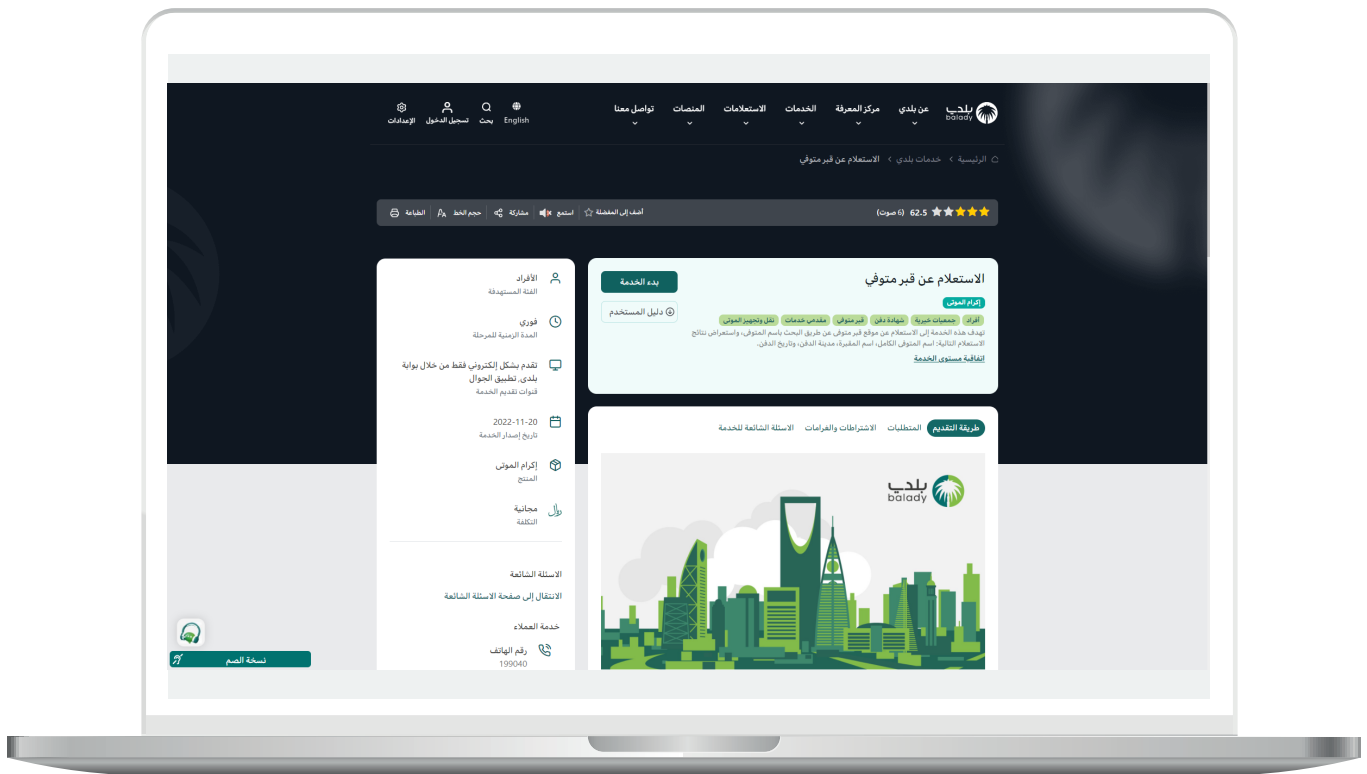 بلدي
balady
عن بلدي
مركز المعرفة
الخدمات
الاستعلامات
المنصات
تواصل معنا
English
بحث
تسجيل الدخول
الإعدادات
الرئيسية > خدمات بلدي > الاستعلام عن قبر متوفي
62.5 (6 صوت)
أضف إلى المفضلة
استمع
مشاركة
حجم الخط
الطباعة
الاستعلام عن قبر متوفي
إكرام الموتى
أفراد جمعيات خيرية شهادة دفن قبر متوفي مقدمي خدمات نقل وتجهيز الموتى
تهدف هذه الخدمة إلى الاستعلام عن موقع قبر متوفى عن طريق البحث باسم المتوفى، واستعراض نتائج
الاستعلام التالية: اسم المتوفى الكامل، اسم المقبرة، مدينة الدفن، وتاريخ الدفن.
اتفاقية مستوى الخدمة
بدء الخدمة
دليل المستخدم
طريقة التقديم
المتطلبات
الاشتراطات والغرامات
الاسئلة الشائعة للخدمة
بلدي
balady
الأفراد
الفئة المستهدفة
فوري
المدة الزمنية للمرحلة
تقدم بشكل إلكتروني فقط من خلال بوابة
بلدي, تطبيق الجوال
قنوات تقديم الخدمة
2022-11-20
تاريخ إصدار الخدمة
إكرام الموتى
المنتج
ريال
مجانية
التكلفة
الاسئلة الشائعة
الانتقال إلى صفحة الاسئلة الشائعة
خدمة العملاء
رقم الهاتف
199040
نسخة الصم